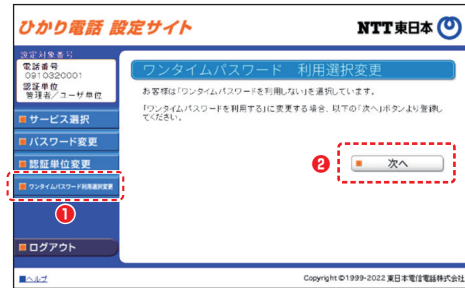 ひかり電話 設定サイト
NTT東日本
設定対象番号
電話番号
0910320001
認証単位
管理者／ユーザ単位
サービス選択
パスワード変更
認証単位変更
ワンタイムパスワード利用選択変更
❶
ログアウト
ヘルプ
ワンタイムパスワード 利用選択変更
お客様は「ワンタイムパスワードを利用しない」を選択しています。
「ワンタイムパスワードを利用する」に変更する場合、以下の「次へ」ボタンより登録し
てください。
❷
次へ
Copyright©1999-2022 東日本電信電話株式会社